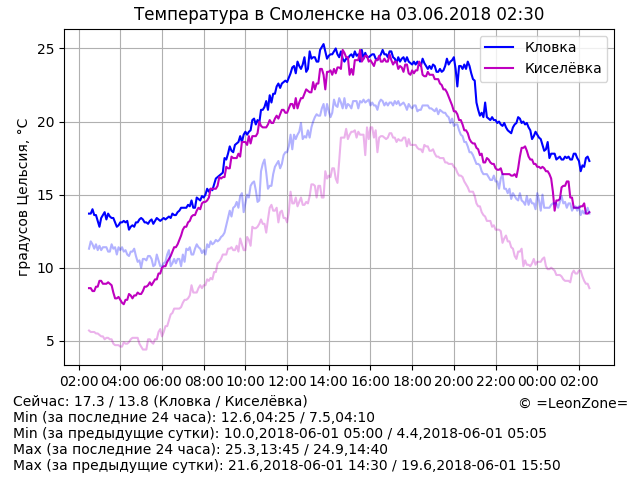 Температура в Смоленске на 03.06.2018 02:30
градусов Цельсия, °C
25
20
15
10
5
Кловка
Киселёвка
02:00 04:00 06:00 08:00 10:00 12:00 14:00 16:00 18:00 20:00 22:00 00:00 02:00
Сейчас: 17.3 / 13.8 (Кловка / Киселёвка)
© =LeonZone=
Min (за последние 24 часа): 12.6,04:25 / 7.5,04:10
Min (за предыдущие сутки): 10.0,2018-06-01 05:00 / 4.4,2018-06-01 05:05
Max (за последние 24 часа): 25.3,13:45 / 24.9,14:40
Max (за предыдущие сутки): 21.6,2018-06-01 14:30 / 19.6,2018-06-01 15:50